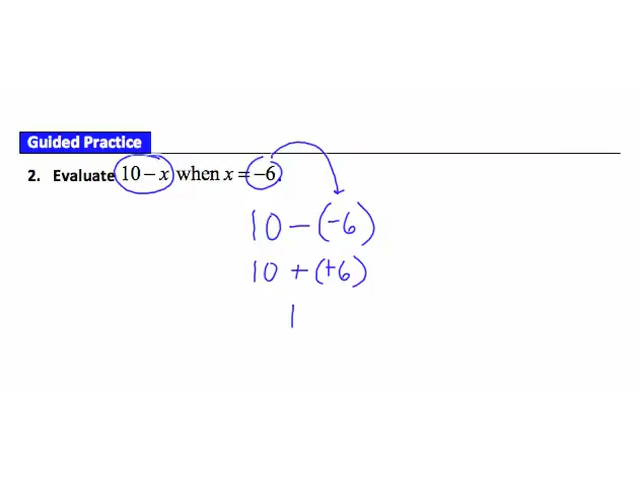 Guided Practice
2. Evaluate 10 − x when x = −6.
10 − (−6)
10 + (+6)
1